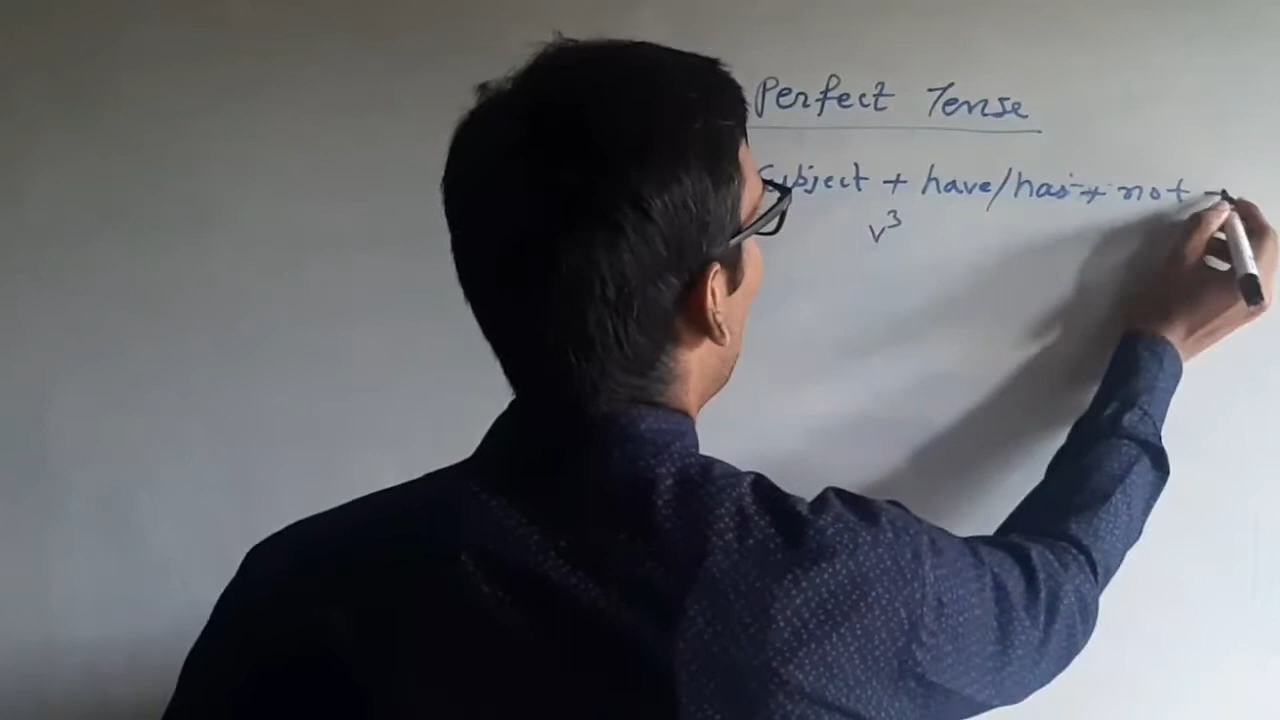 Perfect Tense
Subject + have/has + not +
v³